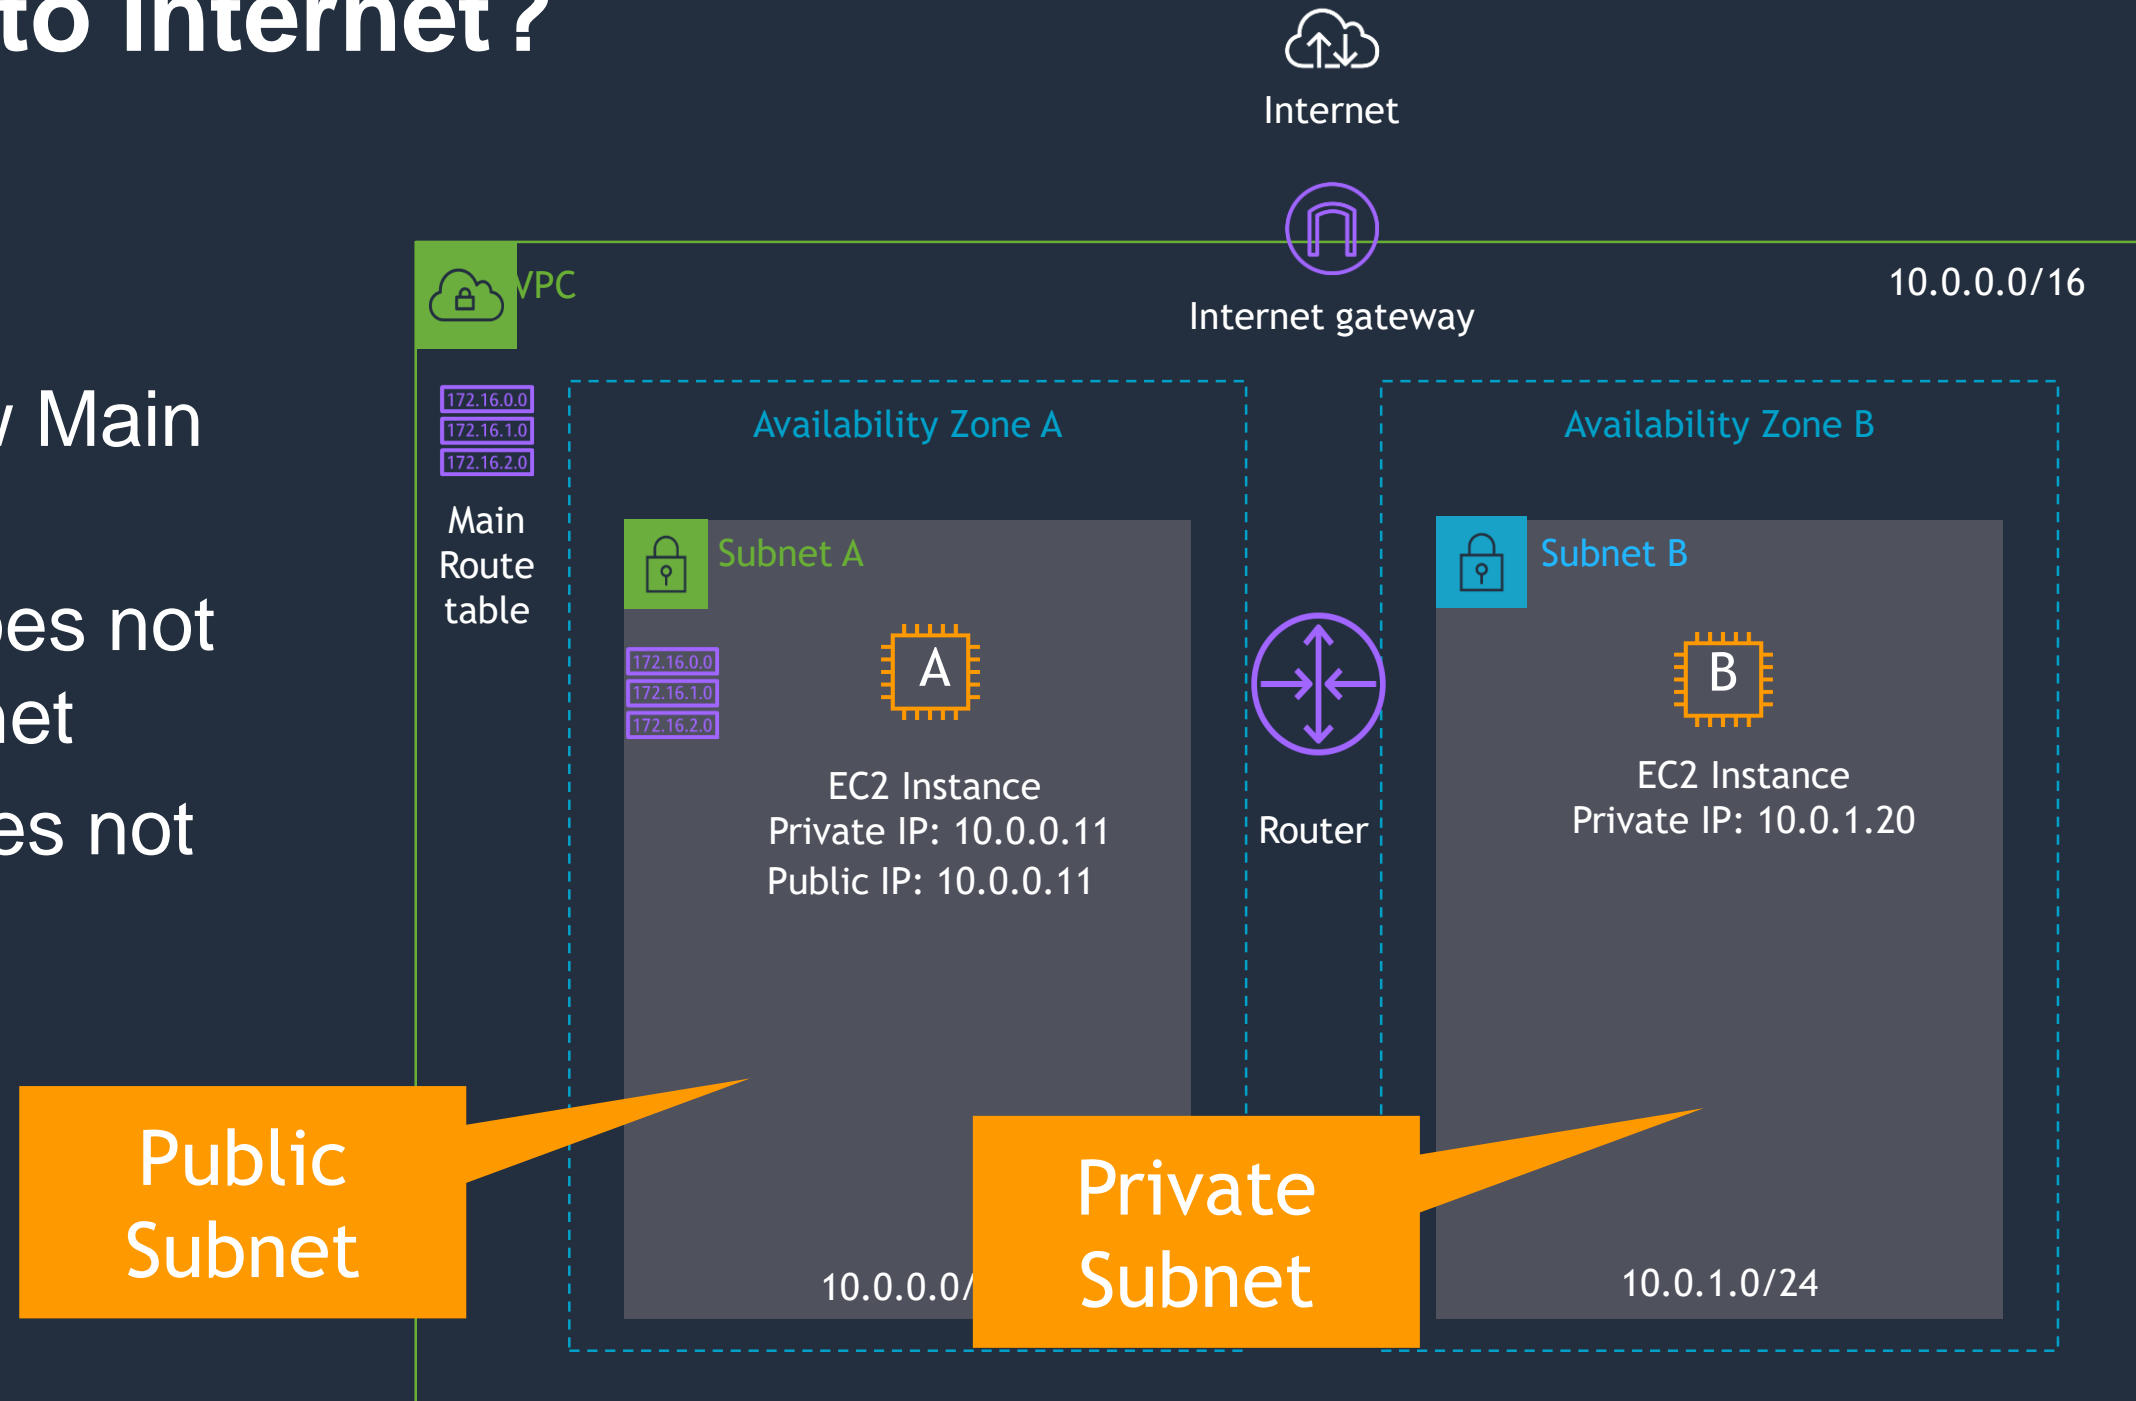 to Internet?
Internet
VPC
10.0.0.0/16
Internet gateway
Main
172.16.0.0
172.16.1.0
172.16.2.0
Main
Route
table
Availability Zone A
Availability Zone B
Subnet A
Subnet B
not
172.16.0.0
172.16.1.0
172.16.2.0
A
B
EC2 Instance
Private IP: 10.0.0.11
Public IP: 10.0.0.11
Router
EC2 Instance
Private IP: 10.0.1.20
not
Public
Subnet
Private
Subnet
10.0.0.0/
10.0.1.0/24